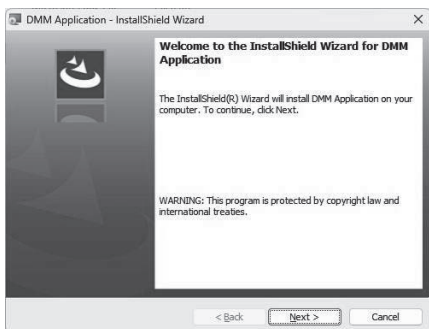 DMM Application - InstallShield Wizard
Welcome to the InstallShield Wizard for DMM
Application
The InstallShield(R) Wizard will install DMM Application on your
computer. To continue, click Next.
WARNING: This program is protected by copyright law and
international treaties.
< Back
Next >
Cancel